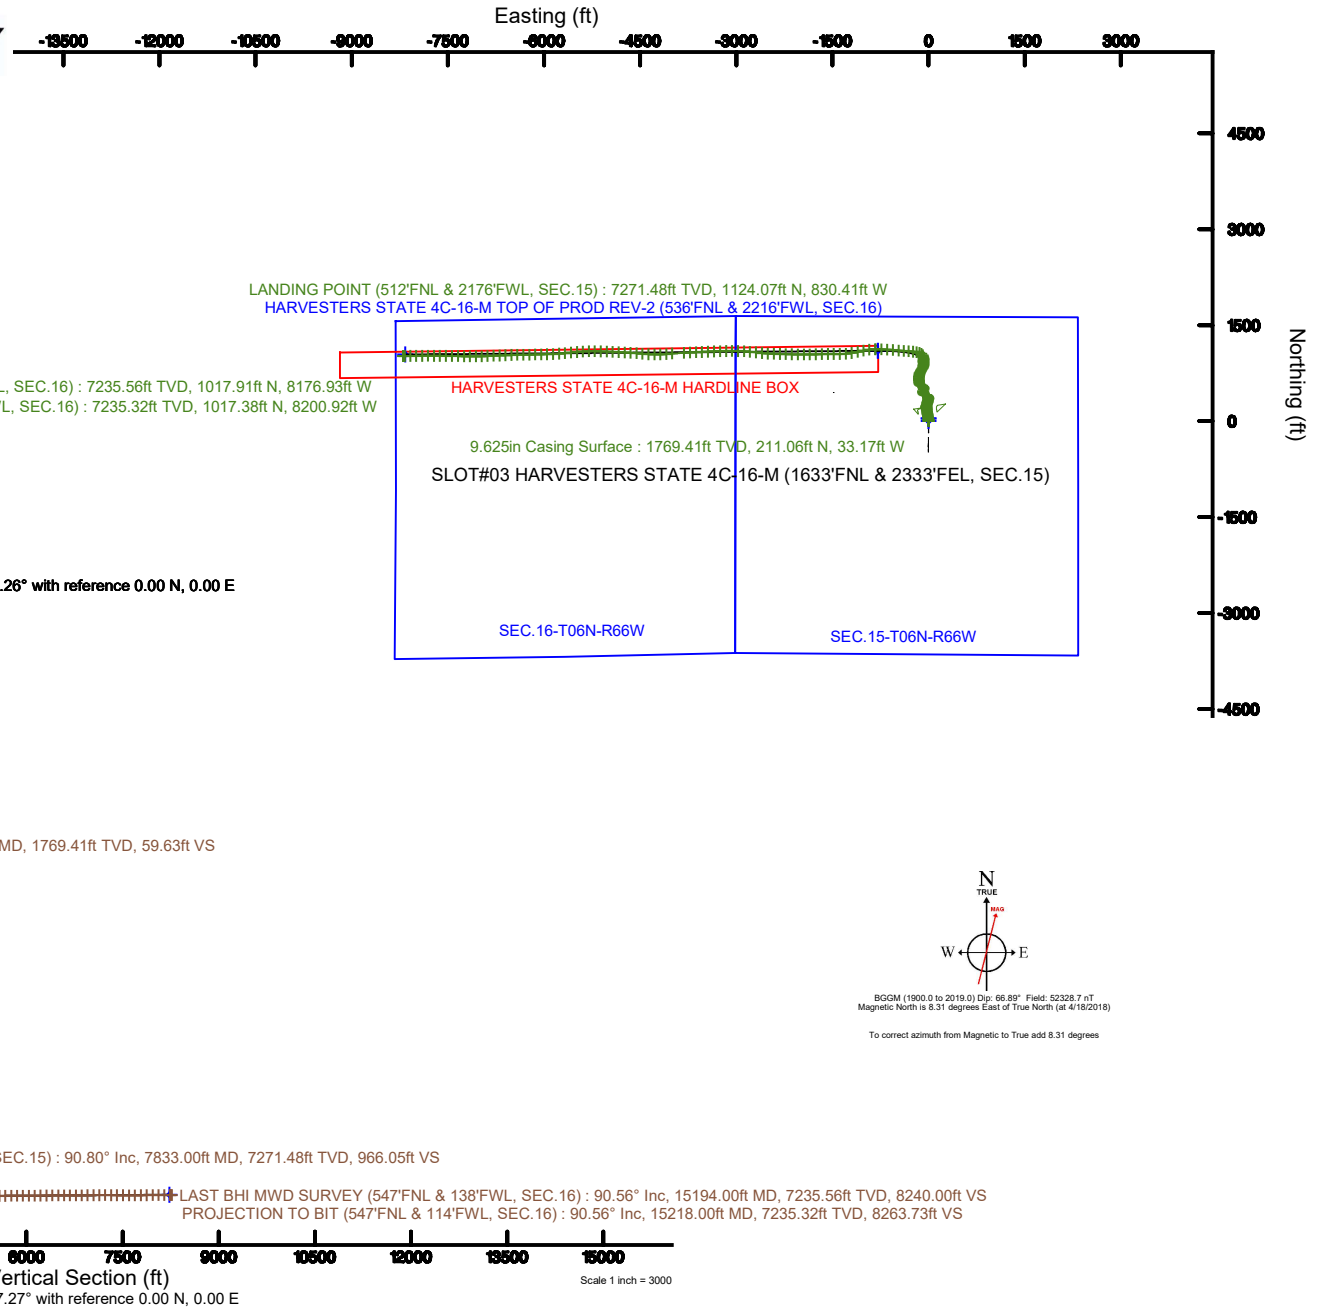 Easting (ft)
-13500 -12000 -10500 -9000 -7500 -6000 -4500 -3000 -1500 0 1500 3000
4500
3000
1500
0
-1500
-3000
-4500
Northing (ft)
LANDING POINT (512'FNL & 2176'FWL, SEC.15) : 7271.48ft TVD, 1124.07ft N, 830.41ft W
HARVESTERS STATE 4C-16-M TOP OF PROD REV-2 (536'FNL & 2216'FWL, SEC.16)
L, SEC.16) : 7235.56ft TVD, 1017.91ft N, 8176.93ft W
HARVESTERS STATE 4C-16-M HARDLINE BOX
/L, SEC.16) : 7235.32ft TVD, 1017.38ft N, 8200.92ft W
9.625in Casing Surface : 1769.41ft TVD, 211.06ft N, 33.17ft W
SLOT#03 HARVESTERS STATE 4C-16-M (1633'FNL & 2333'FEL, SEC.15)
.26° with reference 0.00 N, 0.00 E
SEC.16-T06N-R66W
SEC.15-T06N-R66W
MD, 1769.41ft TVD, 59.63ft VS
N
TRUE
MAG
W E
BGGM (1900.0 to 2019.0) Dip: 66.89° Field: 52328.7 nT
Magnetic North is 8.31 degrees East of True North (at 4/18/2018)
To correct azimuth from Magnetic to True add 8.31 degrees
SEC.15) : 90.80° Inc, 7833.00ft MD, 7271.48ft TVD, 966.05ft VS
LAST BHI MWD SURVEY (547'FNL & 138'FWL, SEC.16) : 90.56° Inc, 15194.00ft MD, 7235.56ft TVD, 8240.00ft VS
PROJECTION TO BIT (547'FNL & 114'FWL, SEC.16) : 90.56° Inc, 15218.00ft MD, 7235.32ft TVD, 8263.73ft VS
6000 7500 9000 10500 12000 13500 15000
Vertical Section (ft)
Scale 1 inch = 3000
7.27° with reference 0.00 N, 0.00 E